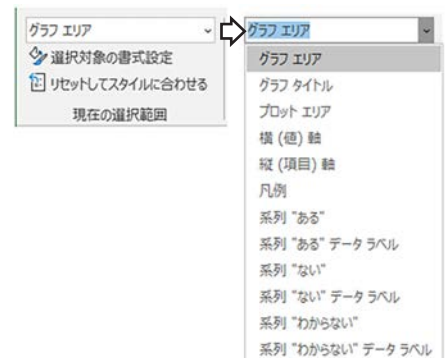 グラフ エリア
選択対象の書式設定
リセットしてスタイルに合わせる
現在の選択範囲
グラフ エリア
グラフ エリア
グラフ タイトル
プロット エリア
横 (値) 軸
縦 (項目) 軸
凡例
系列 "ある"
系列 "ある" データ ラベル
系列 "ない"
系列 "ない" データ ラベル
系列 "わからない"
系列 "わからない" データ ラベル